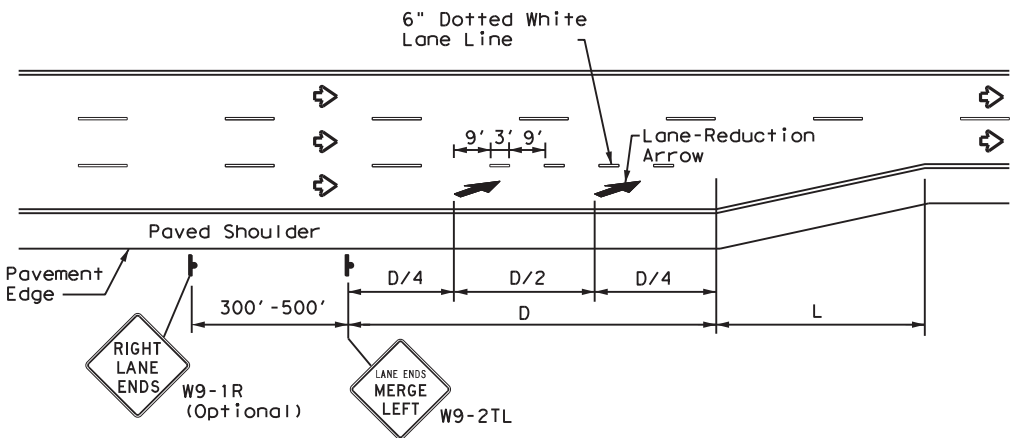 6" Dotted White
Lane Line
9' 3' 9'
Lane-Reduction
Arrow
Paved Shoulder
Pavement
Edge
D/4 D/2 D/4
300'-500' D L
RIGHT
LANE
ENDS
W9-1R
(Optional)
LANE ENDS
MERGE
LEFT
W9-2TL